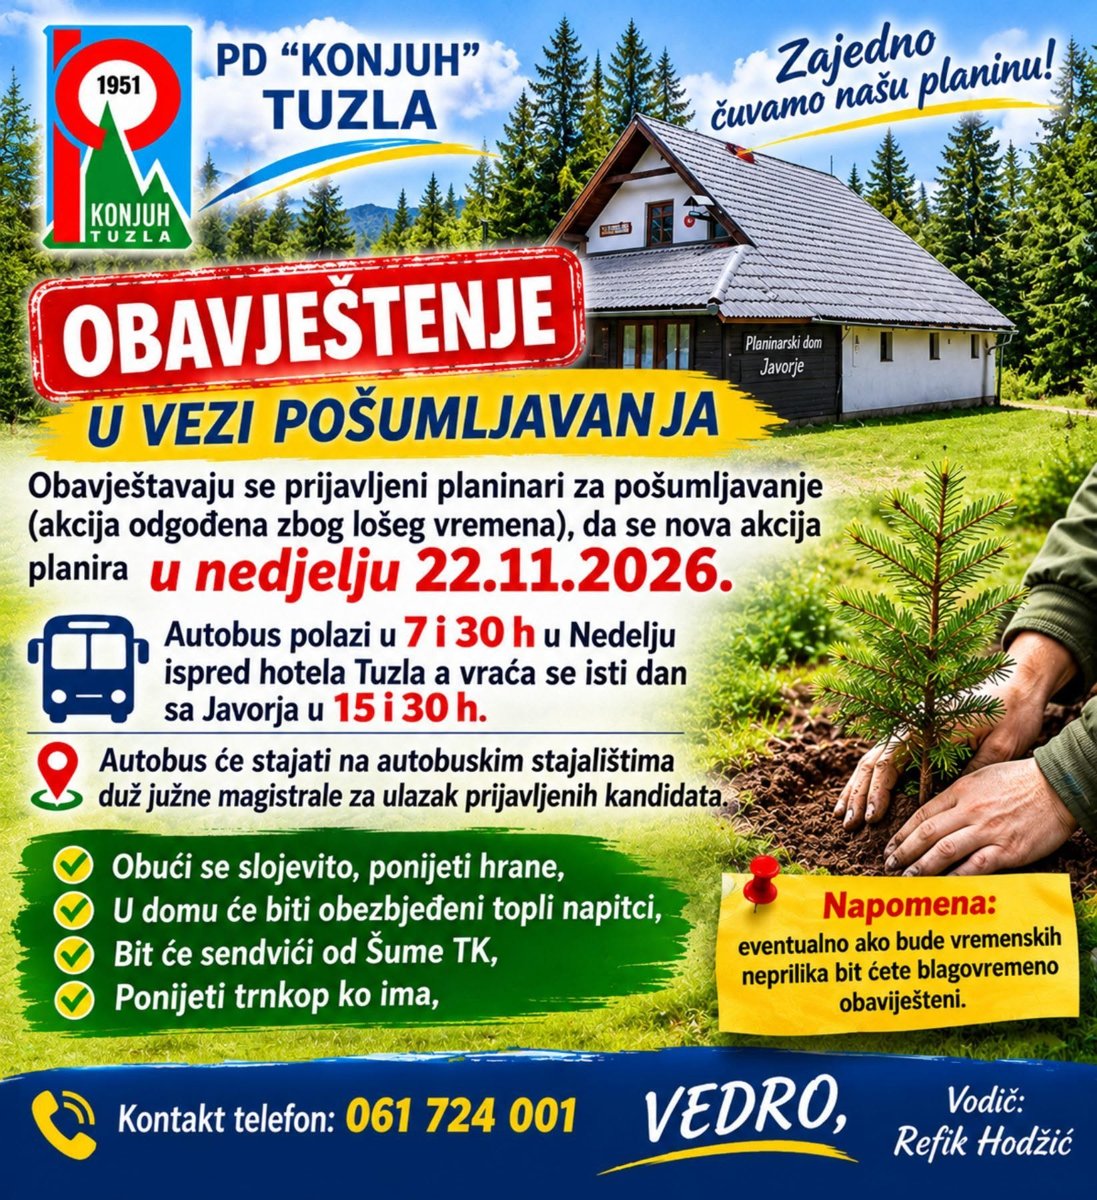 1951
KONJUH
TUZLA
PD “KONJUH”
TUZLA
Zajedno
čuvamo našu planinu!
Planinarski dom
Javorje
OBAVJEŠTENJE
U VEZI POŠUMLJAVANJA
Obavještavaju se prijavljeni planinari za pošumljavanje
(akcija odgođena zbog lošeg vremena), da se nova akcija
planira u nedjelju 22.11.2026.
Autobus polazi u 7 i 30 h u Nedelju
ispred hotela Tuzla a vraća se isti dan
sa Javorja u 15 i 30 h.
Autobus će stajati na autobuskim stajalištima
duž južne magistrale za ulazak prijavljenih kandidata.
Obući se slojevito, ponijeti hrane,
U domu će biti obezbjeđeni topli napitci,
Bit će sendvići od Šume TK,
Ponijeti trnkop ko ima,
Napomena:
eventualno ako bude vremenskih
neprilika bit ćete blagovremeno
obaviješteni.
Kontakt telefon: 061 724 001
VEDRO,
Vodič:
Refik Hodžić